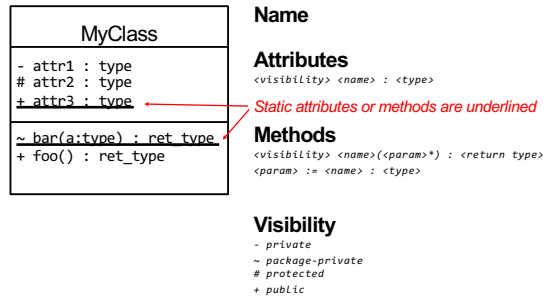 MyClass
- attr1 : type
# attr2 : type
+ attr3 : type
~ bar(a:type) : ret_type
+ foo() : ret_type
Name
Attributes
<visibility> <name> : <type>
Static attributes or methods are underlined
Methods
<visibility> <name>(<param>*) : <return type>
<param> := <name> : <type>
Visibility
- private
~ package-private
# protected
+ public